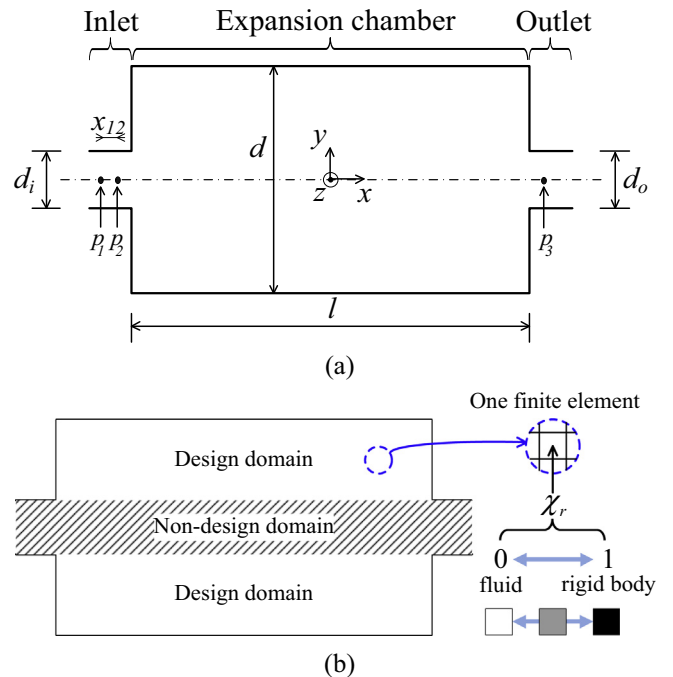 Inlet Expansion chamber Outlet
x12
y
d
di
z
x
do
p1 p2
p3
l
(a)
One finite element
Design domain
Non-design domain
χr
0 1
fluid rigid body
Design domain
(b)